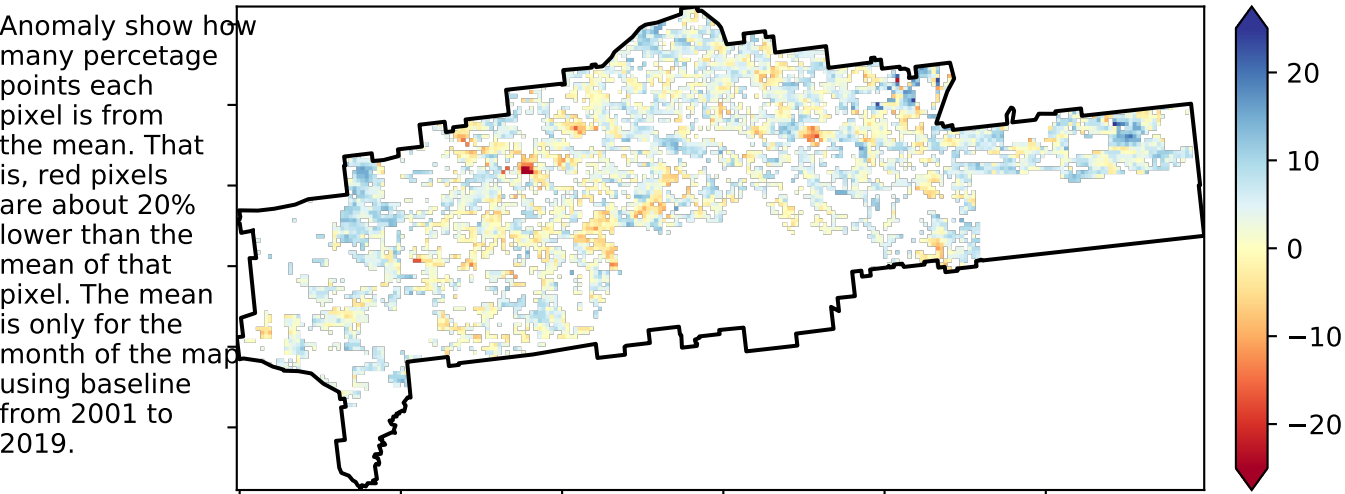 Anomaly show how
many percetage
points each
pixel is from
the mean. That
is, red pixels
are about 20%
lower than the
mean of that
pixel. The mean
is only for the
month of the map
using baseline
from 2001 to
2019.
20
10
0
−10
−20